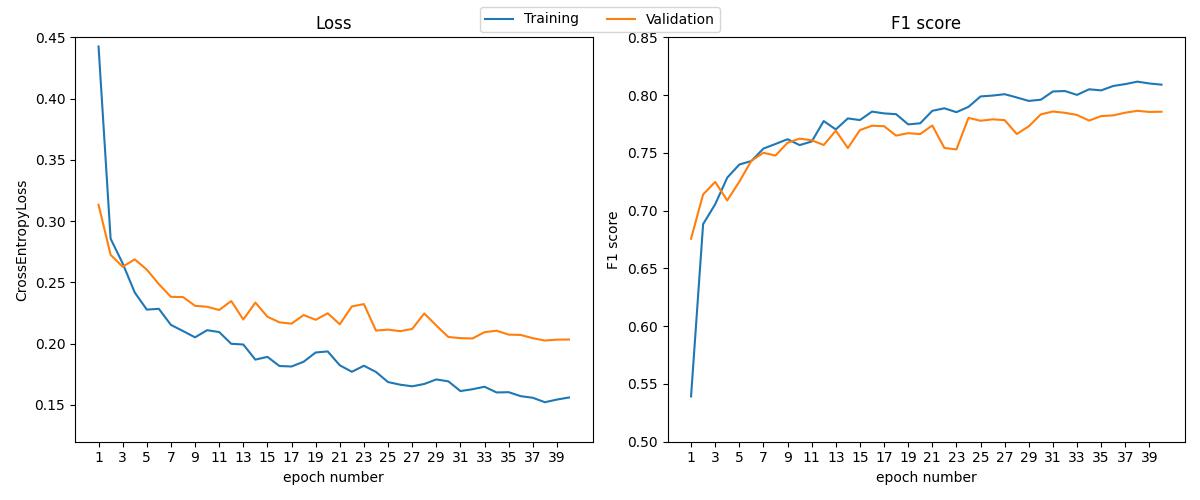 Training Validation
Loss
0.45
0.40
0.35
0.30
0.25
0.20
0.15
CrossEntropyLoss
1 3 5 7 9 11 13 15 17 19 21 23 25 27 29 31 33 35 37 39
epoch number
F1 score
0.85
0.80
0.75
0.70
0.65
0.60
0.55
0.50
F1 score
1 3 5 7 9 11 13 15 17 19 21 23 25 27 29 31 33 35 37 39
epoch number